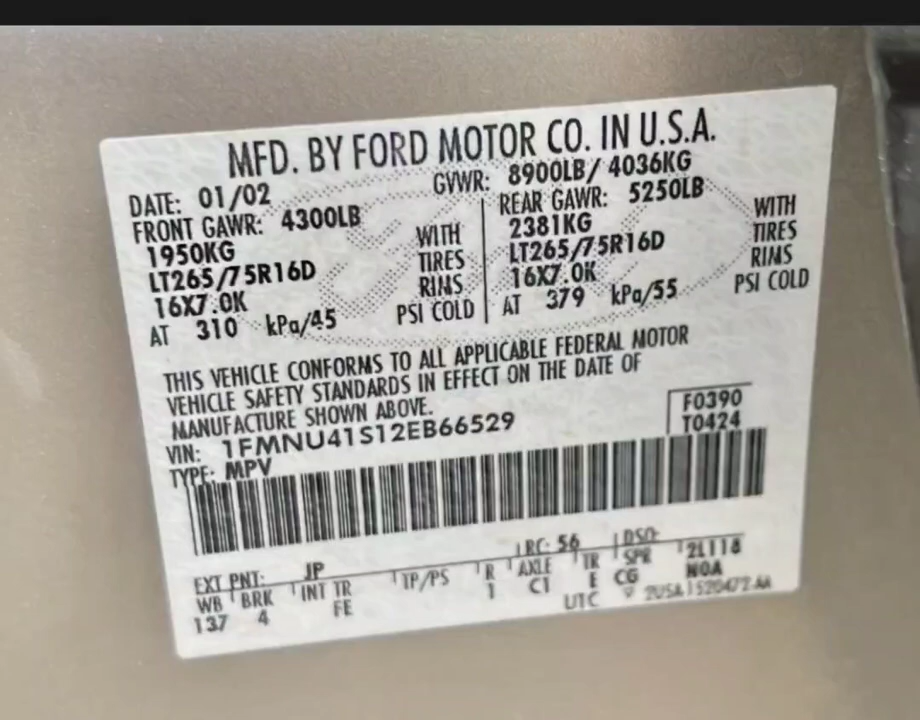 MFD. BY FORD MOTOR CO. IN U.S.A.
DATE: 01/02 GVWR: 8900LB/ 4036KG
FRONT GAWR: 4300LB REAR GAWR: 5250LB
1950KG WITH 2381KG WITH
LT265/75R16D TIRES LT265/75R16D TIRES
16X7.0K RIMS 16X7.0K RIMS
AT 310 kPa/45 PSI COLD AT 379 kPa/55 PSI COLD
THIS VEHICLE CONFORMS TO ALL APPLICABLE FEDERAL MOTOR
VEHICLE SAFETY STANDARDS IN EFFECT ON THE DATE OF
MANUFACTURE SHOWN ABOVE.
VIN: 1FMNU41S12EB66529 F0390
TYPE: MPV T0424
EXT PNT: JP RC: 56 DSO:
WB BRK INT TR TP/PS R AXLE TR SPR 2L118
137 4 FE 1 C1 E CG N0A
UTC 2U5A 1520472-AA